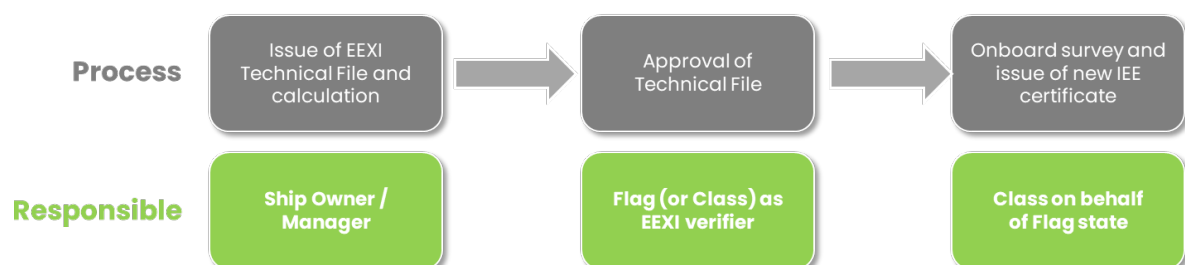 Process
Issue of EEXI
Technical File and
calculation
Approval of
Technical File
Onboard survey and
issue of new IEE
certificate
Responsible
Ship Owner /
Manager
Flag (or Class) as
EEXI verifier
Class on behalf
of Flag state